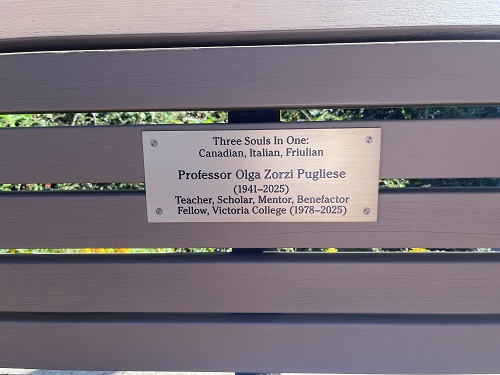 Three Souls In One:
Canadian, Italian, Friulian
Professor Olga Zorzi Pugliese
(1941–2025)
Teacher, Scholar, Mentor, Benefactor
Fellow, Victoria College (1978–2025)